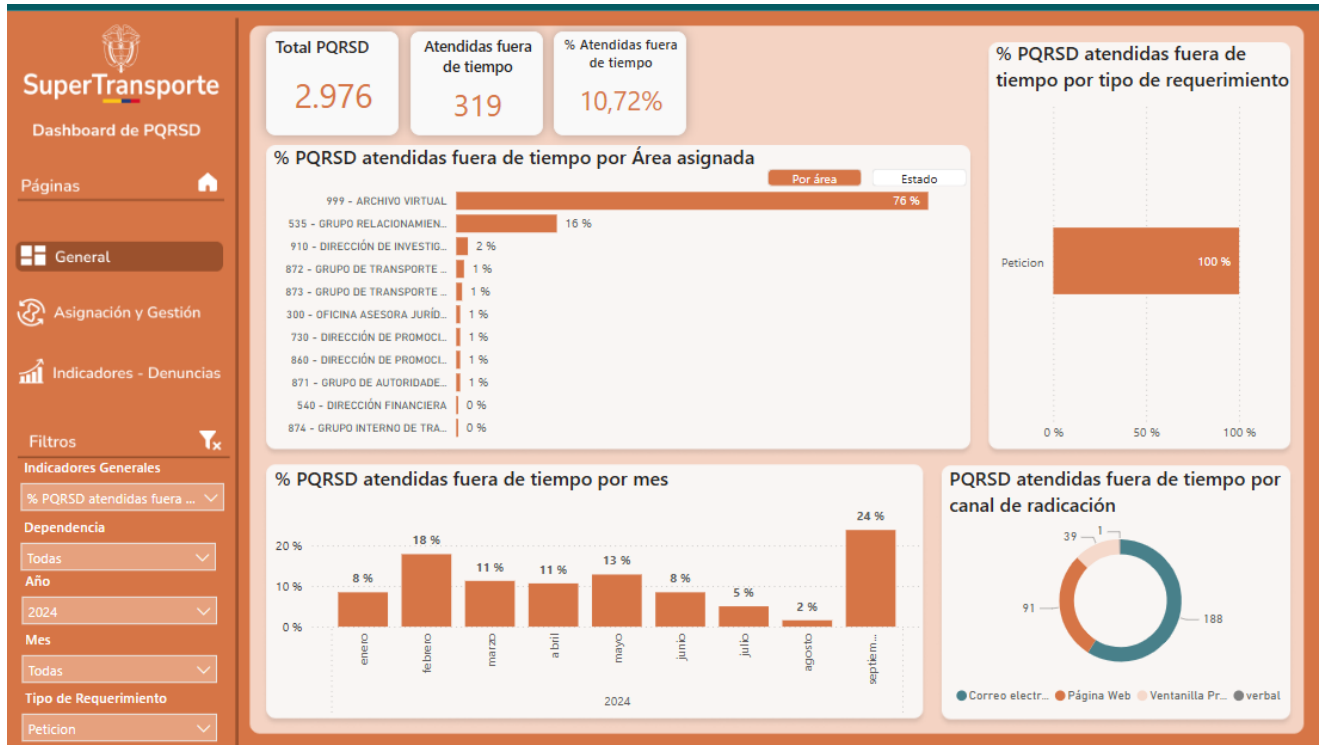 SuperTransporte
Dashboard de PQRSD
Páginas
General
Asignación y Gestión
Indicadores - Denuncias
Filtros
Indicadores Generales
% PQRSD atendidas fuera ...
Dependencia
Todas
Año
2024
Mes
Todas
Tipo de Requerimiento
Peticion
Total PQRSD
2.976
Atendidas fuera
de tiempo
319
% Atendidas fuera
de tiempo
10,72%
% PQRSD atendidas fuera de tiempo por Área asignada
Por área
Estado
999 - ARCHIVO VIRTUAL 76 %
535 - GRUPO RELACIONAMIEN... 16 %
910 - DIRECCIÓN DE INVESTIG... 2 %
872 - GRUPO DE TRANSPORTE ... 1 %
873 - GRUPO DE TRANSPORTE ... 1 %
300 - OFICINA ASESORA JURÍD... 1 %
730 - DIRECCIÓN DE PROMOCI... 1 %
860 - DIRECCIÓN DE PROMOCI... 1 %
871 - GRUPO DE AUTORIDADE... 1 %
540 - DIRECCIÓN FINANCIERA 0 %
874 - GRUPO INTERNO DE TRA... 0 %
% PQRSD atendidas fuera de
tiempo por tipo de requerimiento
Peticion 100 %
0 % 50 % 100 %
% PQRSD atendidas fuera de tiempo por mes
20 %
10 %
0 %
8 %
18 %
11 %
11 %
13 %
8 %
5 %
2 %
24 %
enero
febrero
marzo
abril
mayo
junio
julio
agosto
septiem...
2024
PQRSD atendidas fuera de tiempo por
canal de radicación
39
1
91
188
Correo electr... Página Web Ventanilla Pr... verbal